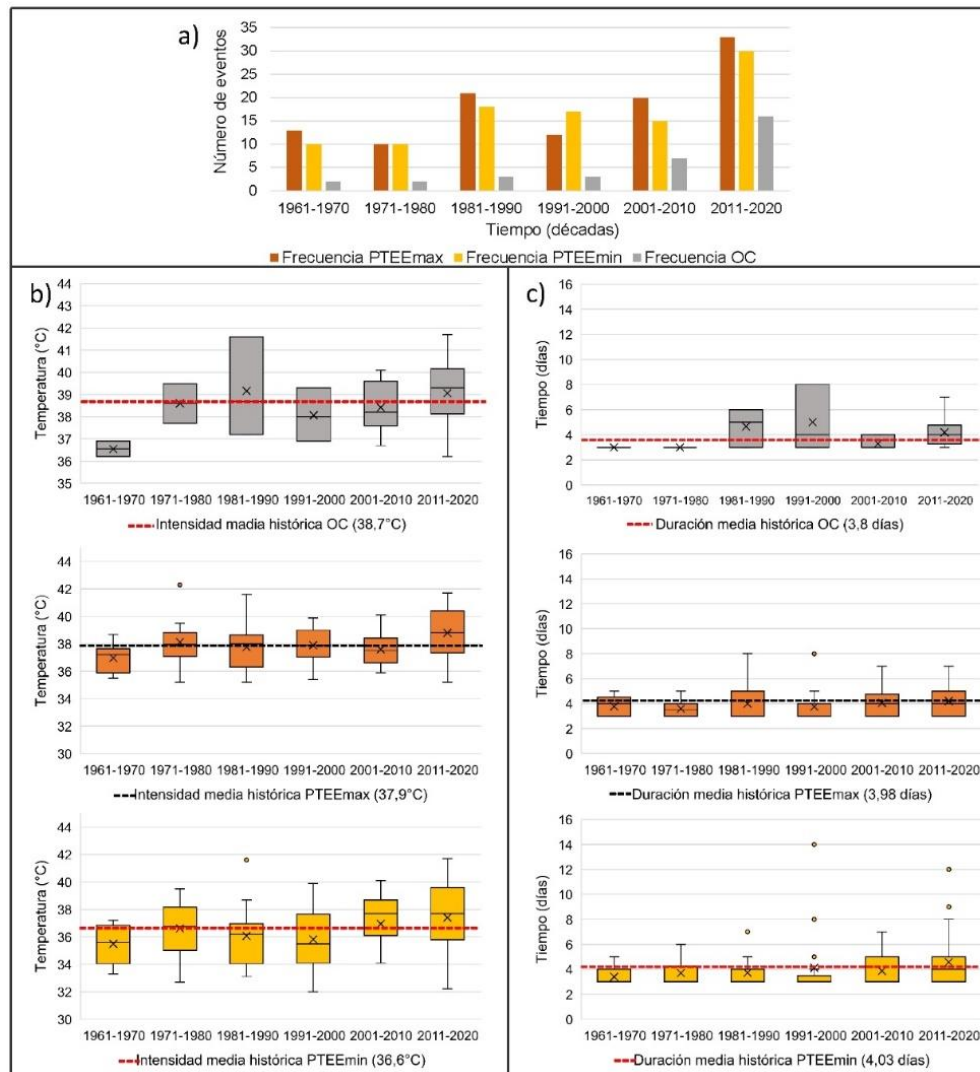 a)
Número de eventos
35
30
25
20
15
10
5
0
1961-1970 1971-1980 1981-1990 1991-2000 2001-2010 2011-2020
Tiempo (décadas)
Frecuencia PTEEmax Frecuencia PTEEmin Frecuencia OC
b)
Temperatura (°C)
44
43
42
41
40
39
38
37
36
35
1961-1970 1971-1980 1981-1990 1991-2000 2001-2010 2011-2020
Intensidad madia histórica OC (38,7°C)
Temperatura (°C)
44
42
40
38
36
34
32
30
1961-1970 1971-1980 1981-1990 1991-2000 2001-2010 2011-2020
Intensidad media histórica PTEEmax (37,9°C)
Temperatura (°C)
44
42
40
38
36
34
32
30
1961-1970 1971-1980 1981-1990 1991-2000 2001-2010 2011-2020
Intensidad media histórica PTEEmin (36,6°C)
c)
Tiempo (días)
16
14
12
10
8
6
4
2
0
1961-1970 1971-1980 1981-1990 1991-2000 2001-2010 2011-2020
Duración media histórica OC (3,8 días)
Tiempo (días)
16
14
12
10
8
6
4
2
0
1961-1970 1971-1980 1981-1990 1991-2000 2001-2010 2011-2020
Duración media histórica PTEEmax (3,98 días)
Tiempo (días)
16
14
12
10
8
6
4
2
0
1961-1970 1971-1980 1981-1990 1991-2000 2001-2010 2011-2020
Duración media histórica PTEEmin (4,03 días)